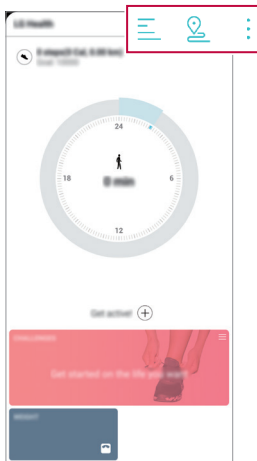 LG Health
24
18
6
0 min
12
Get active!
CHALLENGES
Get started on the life you want
WEIGHT